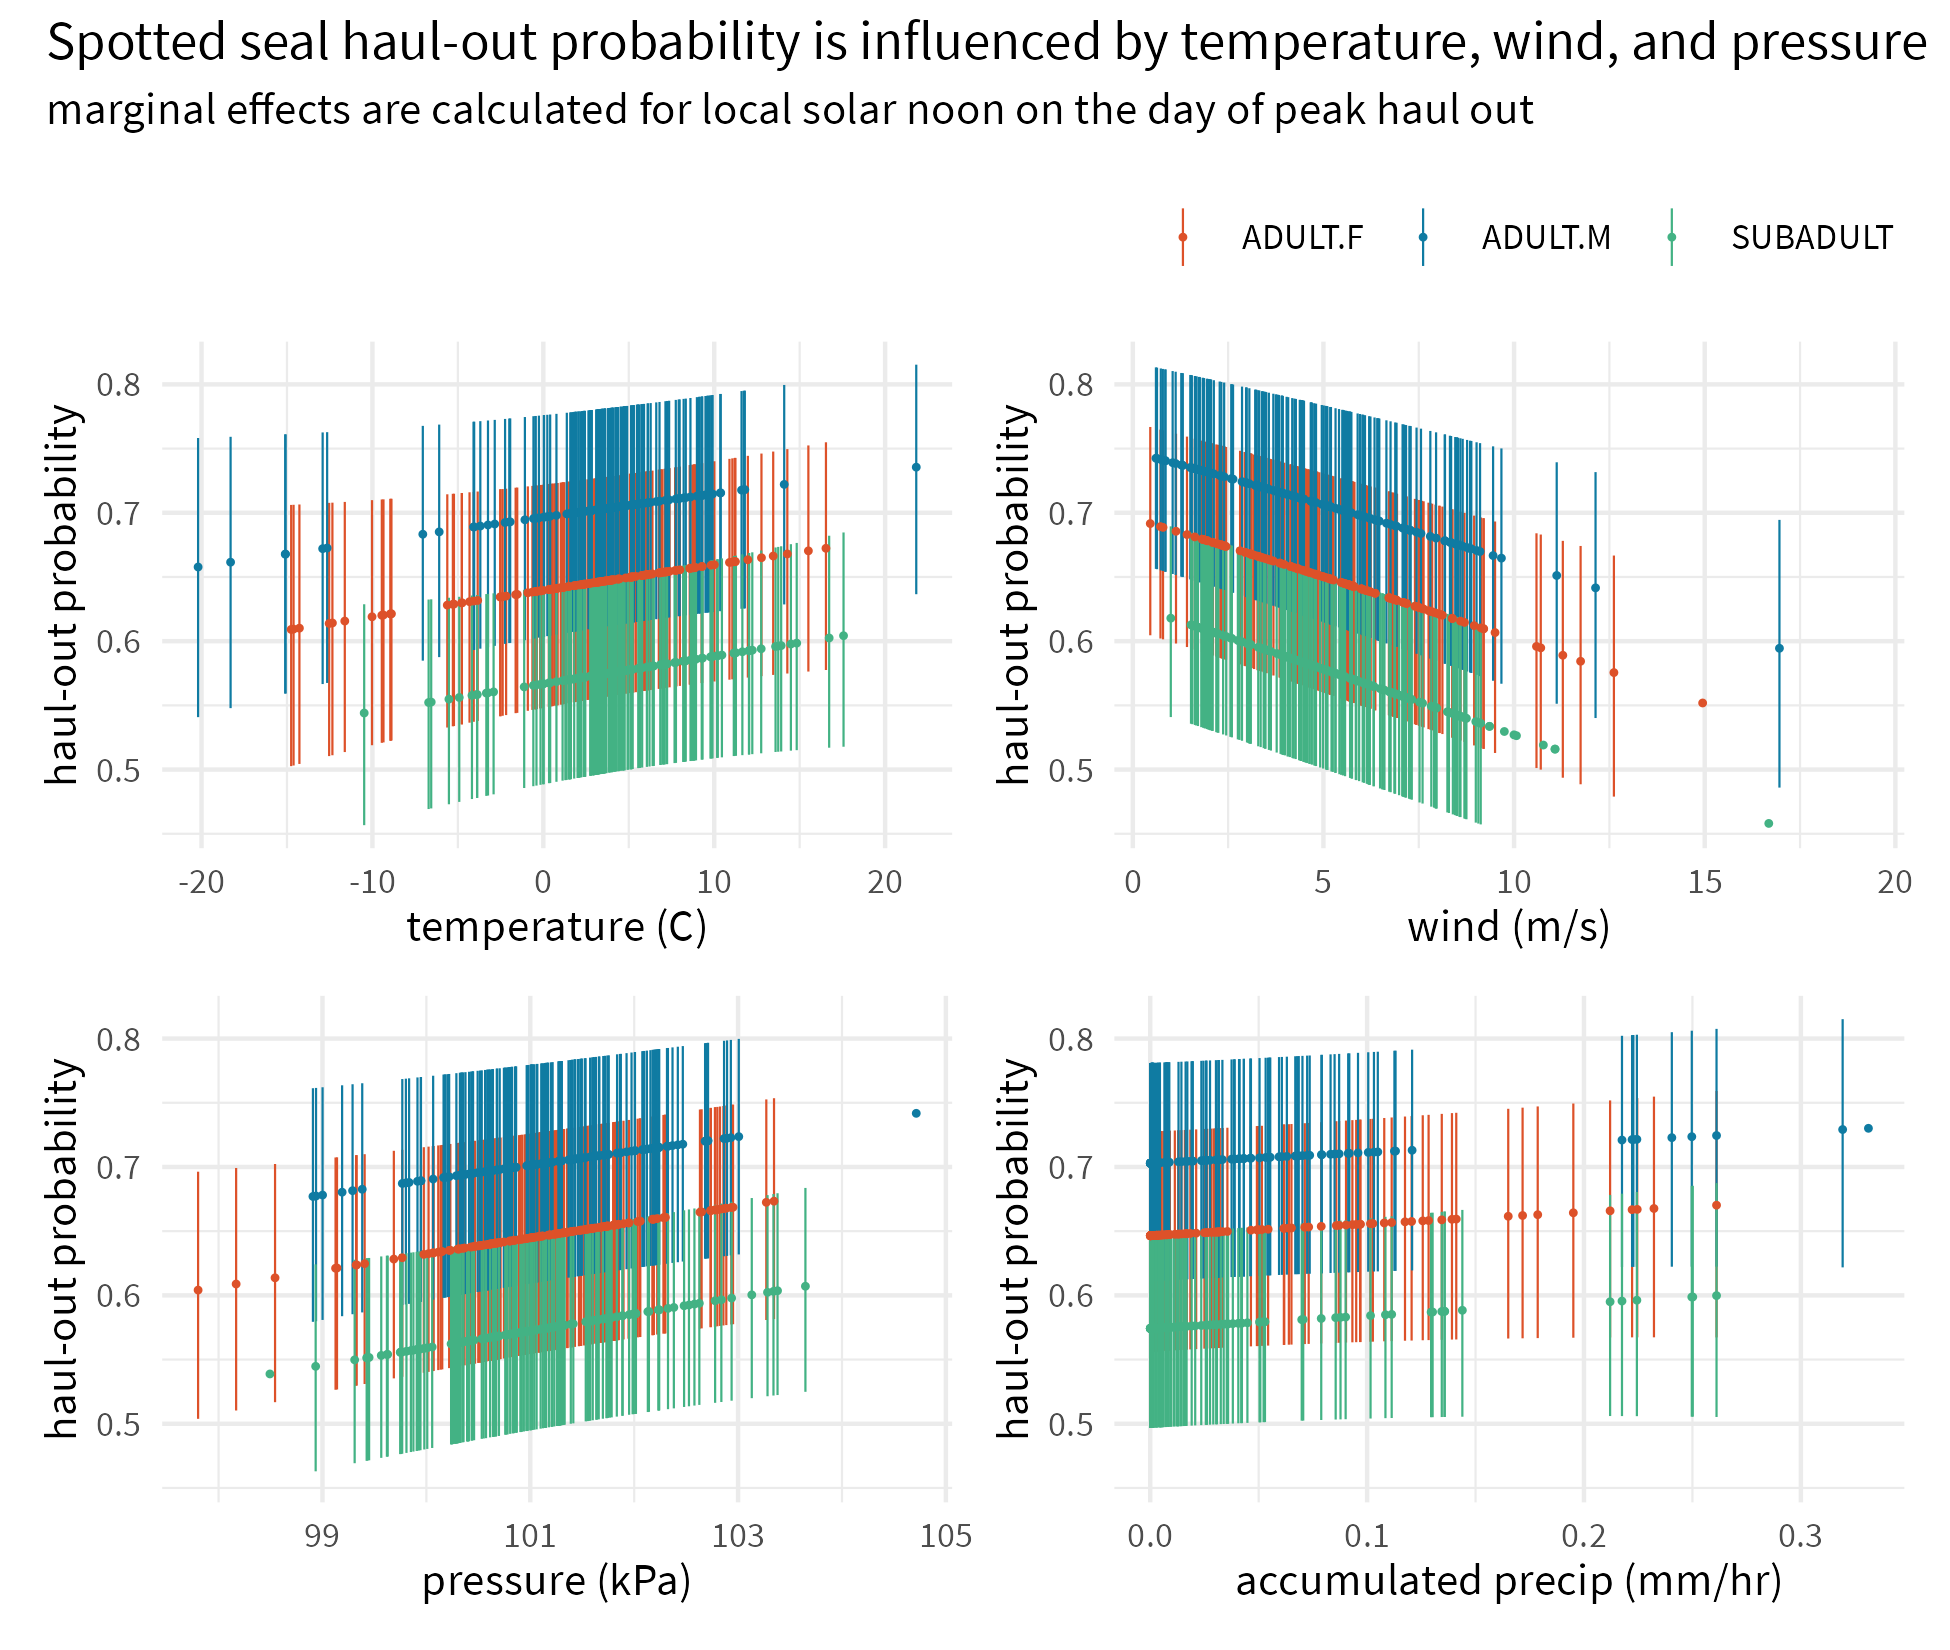 Spotted seal haul-out probability is influenced by temperature, wind, and pressure
marginal effects are calculated for local solar noon on the day of peak haul out
ADULT.F ADULT.M SUBADULT
haul-out probability
0.8
0.7
0.6
0.5
-20 -10 0 10 20
temperature (C)
haul-out probability
0.8
0.7
0.6
0.5
0 5 10 15 20
wind (m/s)
haul-out probability
0.8
0.7
0.6
0.5
99 101 103 105
pressure (kPa)
haul-out probability
0.8
0.7
0.6
0.5
0.0 0.1 0.2 0.3
accumulated precip (mm/hr)